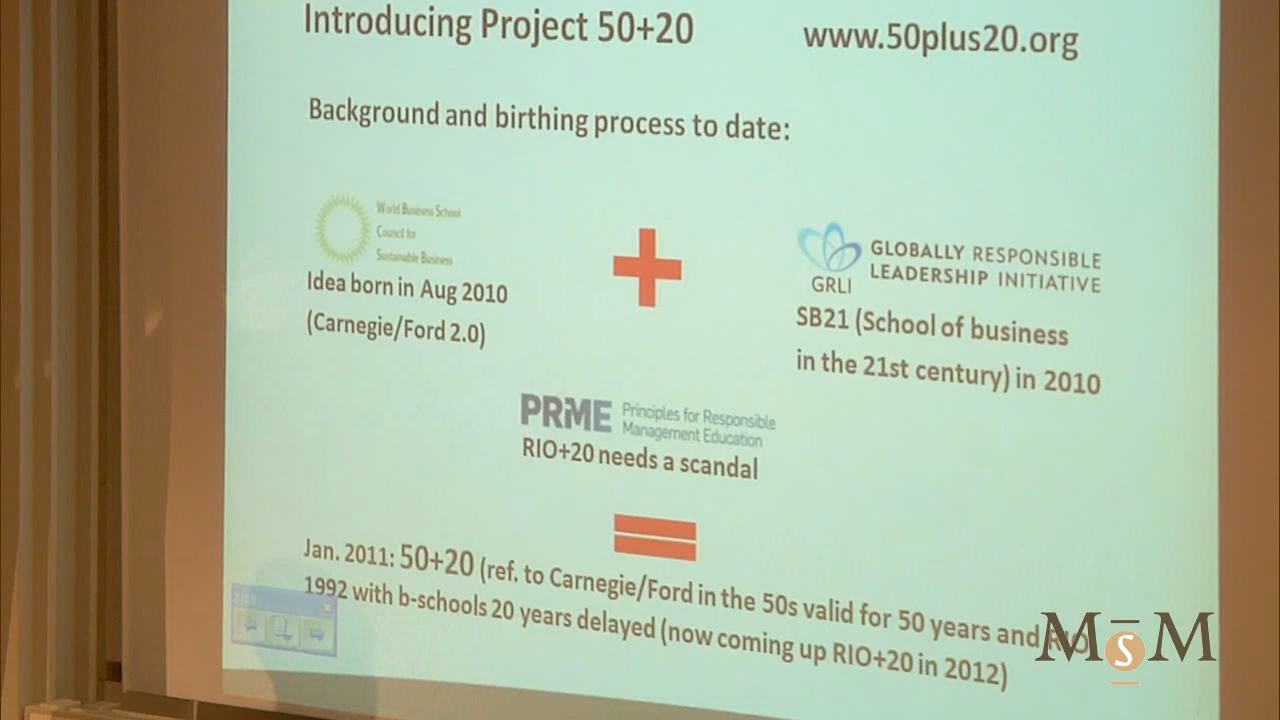 Introducing Project 50+20
www.50plus20.org
Background and birthing process to date:
World Business School
Council for
Sustainable Business
Idea born in Aug 2010
(Carnegie/Ford 2.0)
GRLI
GLOBALLY RESPONSIBLE
LEADERSHIP INITIATIVE
SB21 (School of business
in the 21st century) in 2010
PRME
Principles for Responsible
Management Education
RIO+20 needs a scandal
Jan. 2011: 50+20 (ref. to Carnegie/Ford in the 50s valid for 50 years and RIO
1992 with b-schools 20 years delayed (now coming up RIO+20 in 2012)
MsM